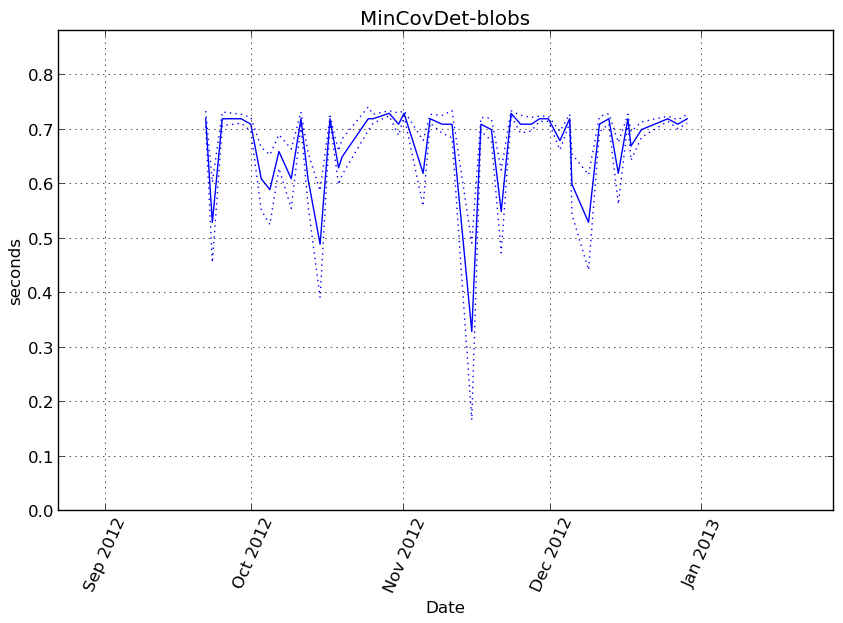 MinCovDet-blobs
0.8
0.7
0.6
0.5
0.4
0.3
0.2
0.1
0.0
seconds
Sep 2012
Oct 2012
Nov 2012
Dec 2012
Jan 2013
Date